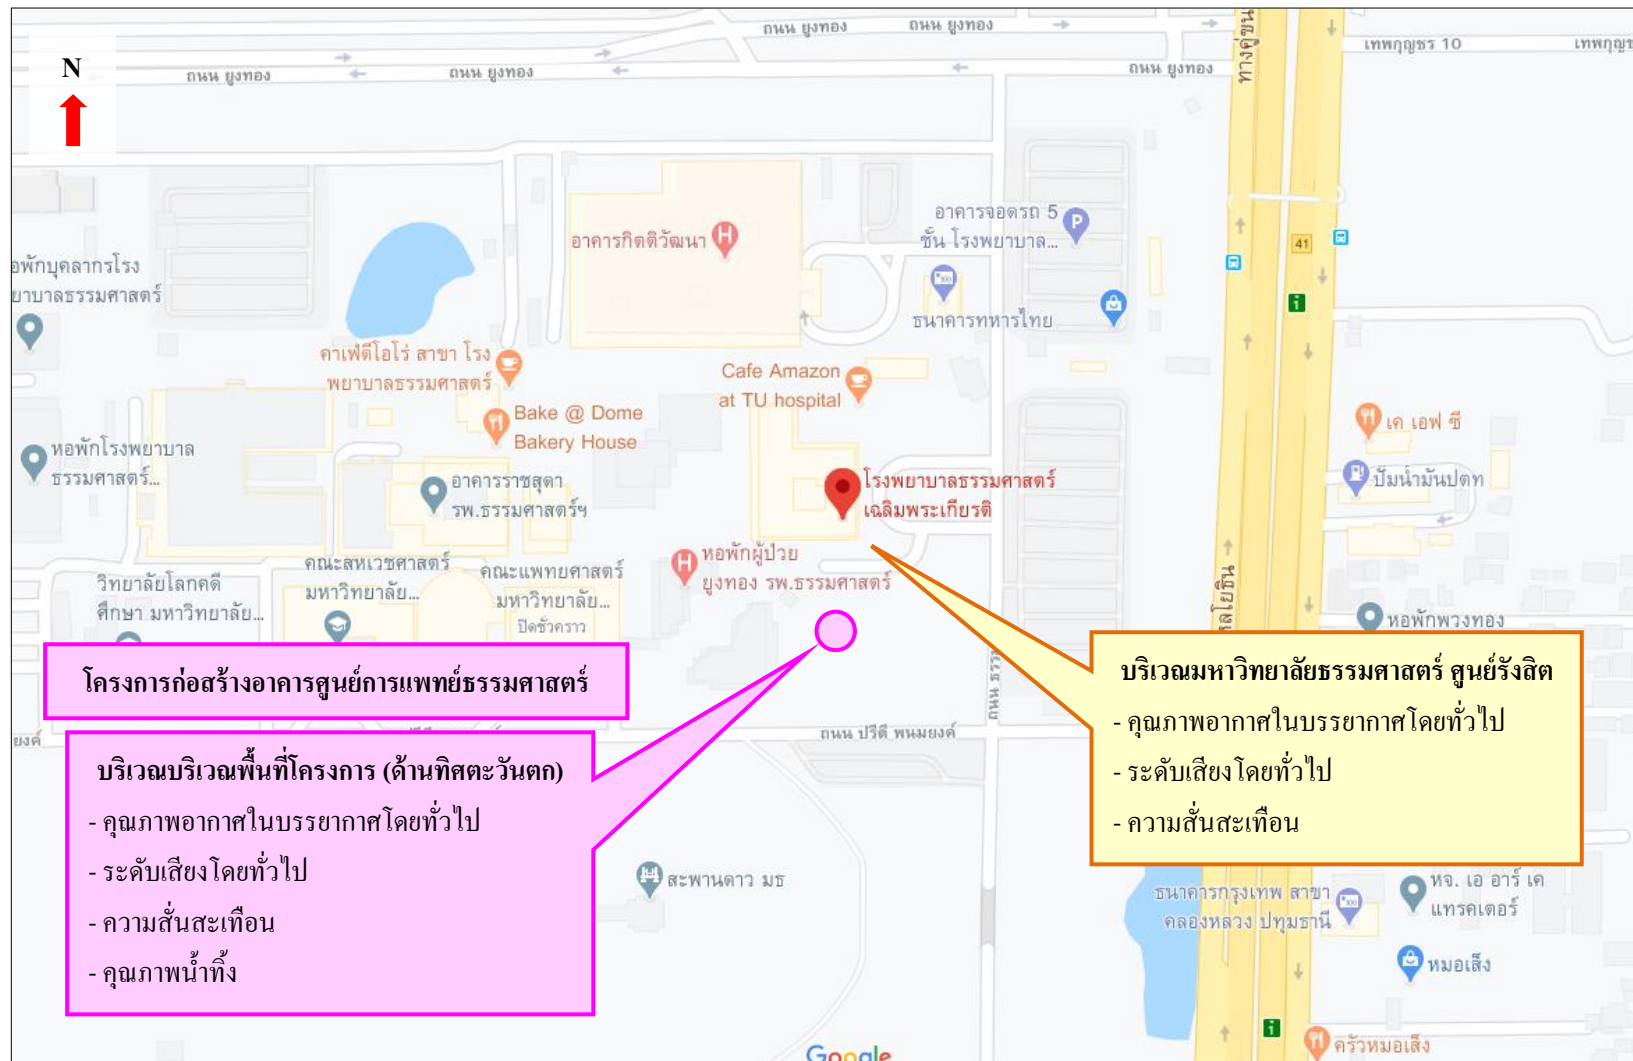 ถนน ยูงทอง
ถนน ยูงทอง
ถนน ยูงทอง
ถนน ยูงทอง
ถนน ยูงทอง
เทพกุญชร 10
N
อาคารกิตติวัฒนา
อาคารจอดรถ 5
ชั้น โรงพยาบาล...
41
อพักบุคลากรโรง
ยาบาลธรรมศาสตร์
ธนาคารทหารไทย
คาเฟ่ดีโอโร่ สาขา โรง
พยาบาลธรรมศาสตร์
Cafe Amazon
at TU hospital
Bake @ Dome
Bakery House
เค เอฟ ซี
หอพักโรงพยาบาล
ธรรมศาสตร์...
อาคารราชสุดา
รพ.ธรรมศาสตร์ฯ
โรงพยาบาลธรรมศาสตร์
เฉลิมพระเกียรติ
ปั๊มน้ำมันปตท
วิทยาลัยโลกคดี
ศึกษา มหาวิทยาลัย...
คณะสหเวชศาสตร์
มหาวิทยาลัย...
คณะแพทยศาสตร์
มหาวิทยาลัย...
ปิดชั่วคราว
หอพักผู้ป่วย
ยูงทอง รพ.ธรรมศาสตร์
หลโยธิน
หอพักพวงทอง
โครงการก่อสร้างอาคารศูนย์การแพทย์ธรรมศาสตร์
บริเวณมหาวิทยาลัยธรรมศาสตร์ ศูนย์รังสิต
- คุณภาพอากาศในบรรยากาศโดยทั่วไป
- ระดับเสียงโดยทั่วไป
- ความสั่นสะเทือน
ถนน ธรร
ยงค์
ถนน ปรีดี พนมยงค์
บริเวณบริเวณพื้นที่โครงการ (ด้านทิศตะวันตก)
- คุณภาพอากาศในบรรยากาศโดยทั่วไป
- ระดับเสียงโดยทั่วไป
- ความสั่นสะเทือน
- คุณภาพน้ำทิ้ง
สะพานดาว มธ
ธนาคารกรุงเทพ สาขา
คลองหลวง ปทุมธานี
หจ. เอ อาร์ เค
แทรคเตอร์
หมอเส็ง
ครัวหมอเส็ง
Google